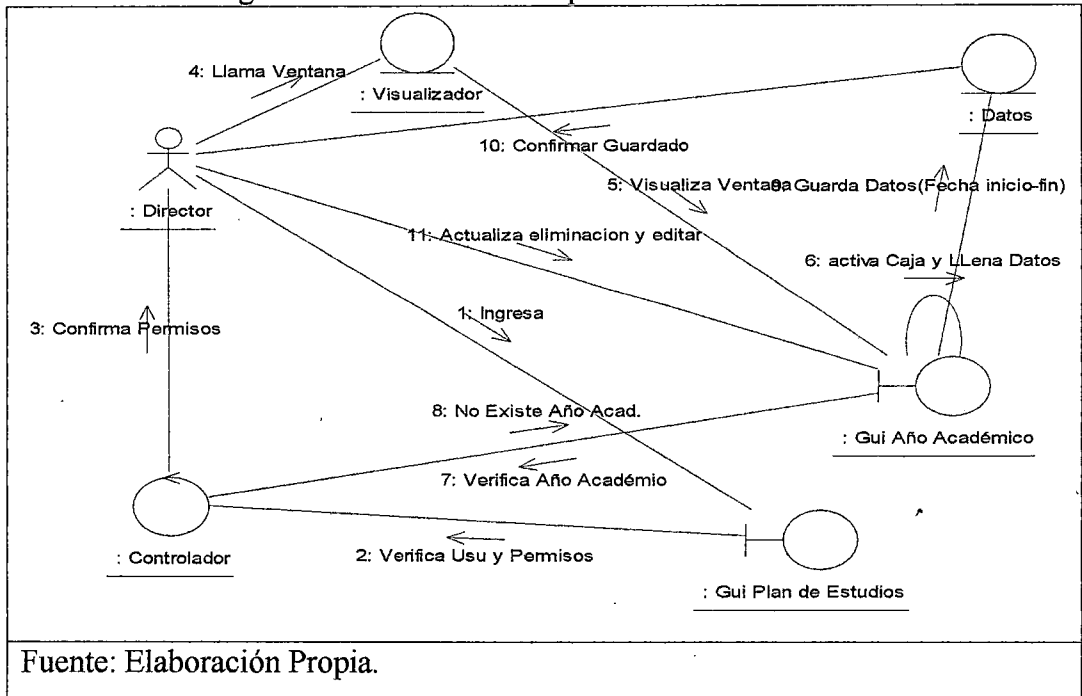 4: Llama Ventana
: Visualizador
: Datos
10: Confirmar Guardado
5: Visualiza Ventana
9: Guarda Datos(Fecha inicio-fin)
: Director
11: Actualiza eliminacion y editar
6: activa Caja y LLena Datos
1: Ingresa
3: Confirma Permisos
8: No Existe Año Acad.
: Gui Año Académico
7: Verifica Año Académio
: Controlador
2: Verifica Usu y Permisos
: Gui Plan de Estudios
Fuente: Elaboración Propia.